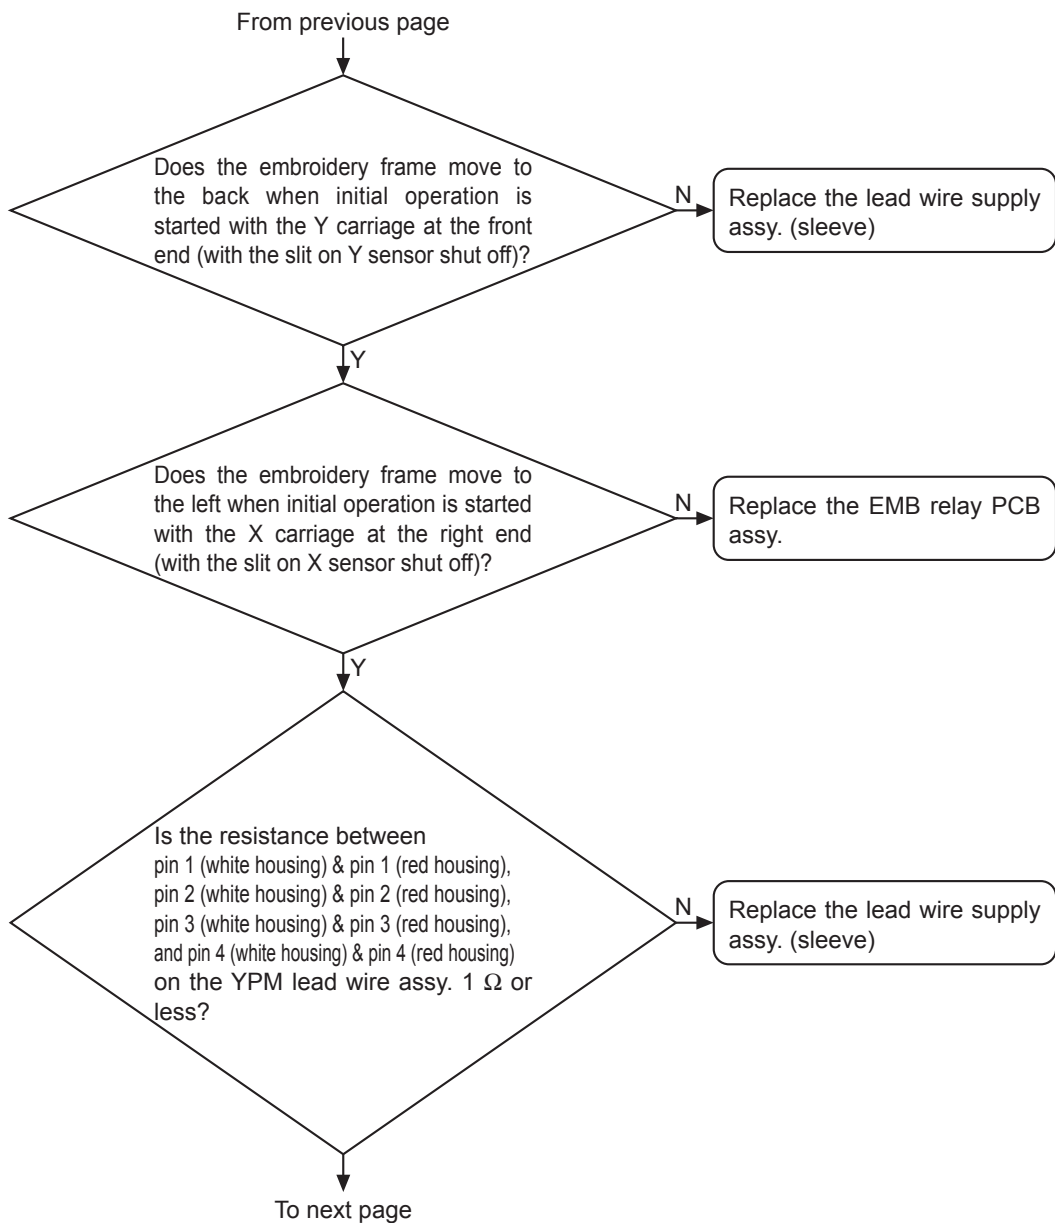 From previous page
Does the embroidery frame move to
the back when initial operation is
started with the Y carriage at the front
end (with the slit on Y sensor shut off)?
N
Replace the lead wire supply
assy. (sleeve)
Y
Does the embroidery frame move to
the left when initial operation is started
with the X carriage at the right end
(with the slit on X sensor shut off)?
N
Replace the EMB relay PCB
assy.
Y
Is the resistance between
pin 1 (white housing) & pin 1 (red housing),
pin 2 (white housing) & pin 2 (red housing),
pin 3 (white housing) & pin 3 (red housing),
and pin 4 (white housing) & pin 4 (red housing)
on the YPM lead wire assy. 1 Ω or
less?
N
Replace the lead wire supply
assy. (sleeve)
To next page